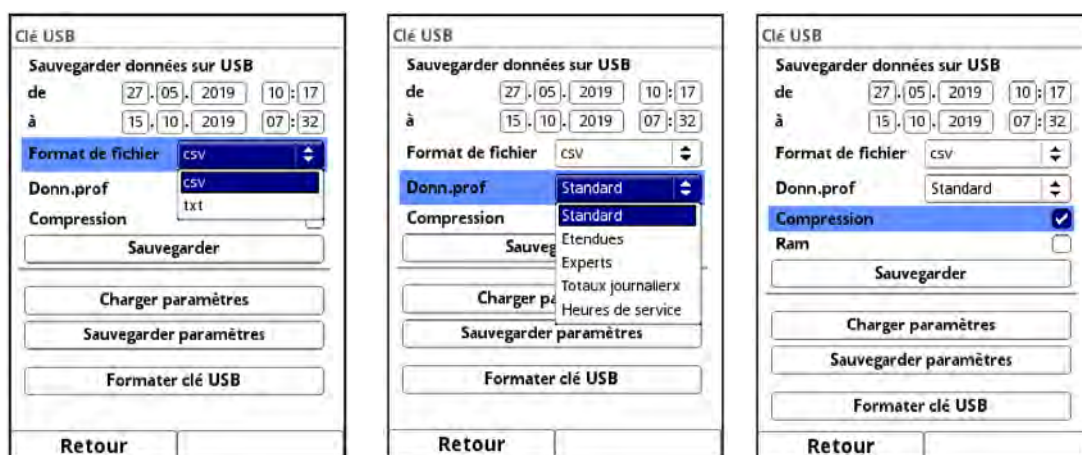 Clé USB
Sauvegarder données sur USB
de 27.05.2019 10:17
à 15.10.2019 07:32
Format de fichier csv
csv
txt
Donn.prof
Compression
Sauvegarder
Charger paramètres
Sauvegarder paramètres
Formater clé USB
Retour
Clé USB
Sauvegarder données sur USB
de 27.05.2019 10:17
à 15.10.2019 07:32
Format de fichier csv
Donn.prof Standard
Standard
Etendues
Experts
Totaux journalierx
Heures de service
Compression
Sauveg
Charger pa
Sauvegarder paramètres
Formater clé USB
Retour
Clé USB
Sauvegarder données sur USB
de 27.05.2019 10:17
à 15.10.2019 07:32
Format de fichier csv
Donn.prof Standard
Compression
Ram
Sauvegarder
Charger paramètres
Sauvegarder paramètres
Formater clé USB
Retour